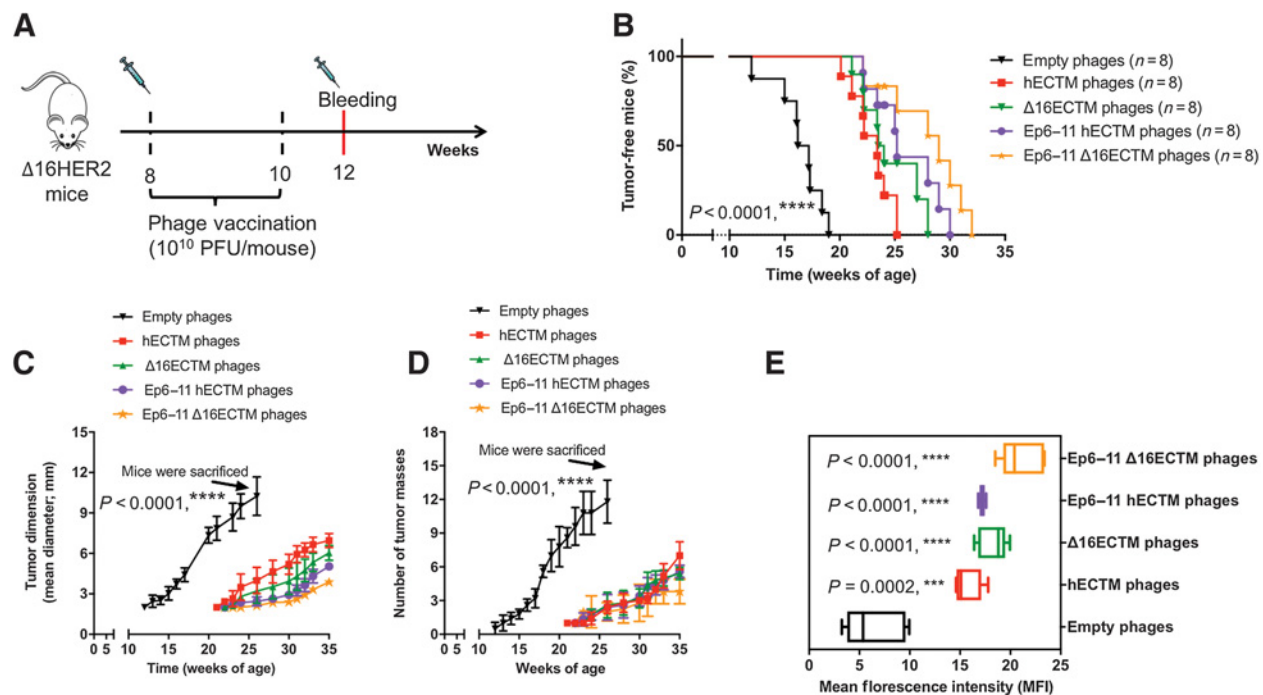 A
Bleeding
Weeks
Δ16HER2
mice
8
10
12
Phage vaccination
(10¹⁰ PFU/mouse)
B
Tumor-free mice (%)
100
50
0
P < 0.0001, ****
0
10
15
20
25
30
35
Time (weeks of age)
Empty phages (n = 8)
hECTM phages (n = 8)
Δ16ECTM phages (n = 8)
Ep6–11 hECTM phages (n = 8)
Ep6–11 Δ16ECTM phages (n = 8)
C
Empty phages
hECTM phages
Δ16ECTM phages
Ep6–11 hECTM phages
Ep6–11 Δ16ECTM phages
Tumor dimension
(mean diameter; mm)
15
12
9
6
3
0
Mice were sacrificed
P < 0.0001, ****
0 5 10 15 20 25 30 35
Time (weeks of age)
D
Empty phages
hECTM phages
Δ16ECTM phages
Ep6–11 hECTM phages
Ep6–11 Δ16ECTM phages
Number of tumor masses
18
15
12
9
6
3
0
Mice were sacrificed
P < 0.0001, ****
0 5 10 15 20 25 30 35
Weeks of age
E
P < 0.0001, ****
Ep6–11 Δ16ECTM phages
P < 0.0001, ****
Ep6–11 hECTM phages
P < 0.0001, ****
Δ16ECTM phages
P = 0.0002, ***
hECTM phages
Empty phages
0 5 10 15 20 25
Mean florescence intensity (MFI)